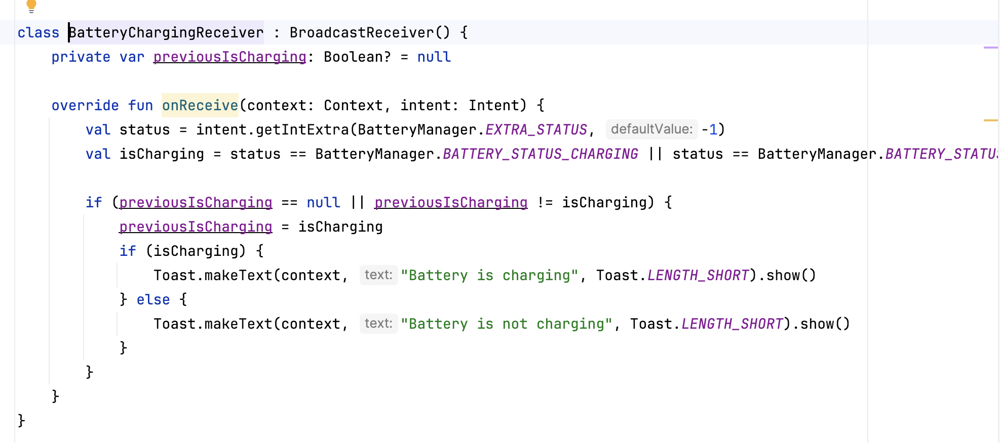 class BatteryChargingReceiver : BroadcastReceiver() {
    private var previousIsCharging: Boolean? = null

    override fun onReceive(context: Context, intent: Intent) {
        val status = intent.getIntExtra(BatteryManager.EXTRA_STATUS, defaultValue: -1)
        val isCharging = status == BatteryManager.BATTERY_STATUS_CHARGING || status == BatteryManager.BATTERY_STATUS

        if (previousIsCharging == null || previousIsCharging != isCharging) {
            previousIsCharging = isCharging
            if (isCharging) {
                Toast.makeText(context, text: "Battery is charging", Toast.LENGTH_SHORT).show()
            } else {
                Toast.makeText(context, text: "Battery is not charging", Toast.LENGTH_SHORT).show()
            }
        }
    }
}